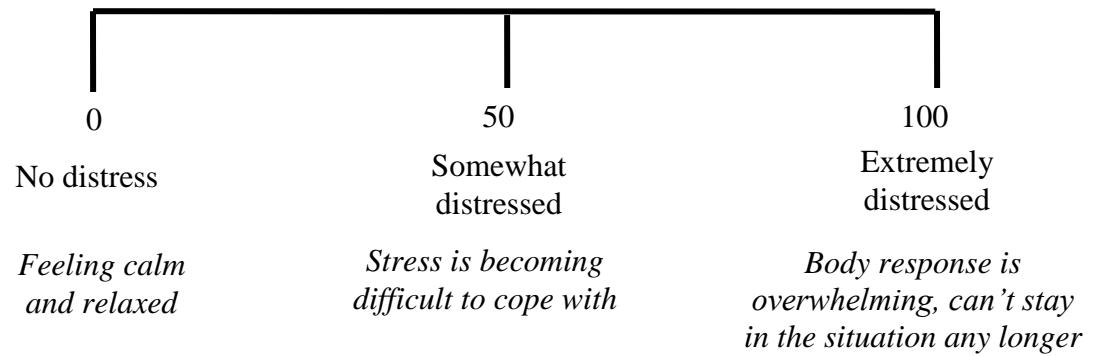 0
50
100
No distress
Somewhat
distressed
Extremely
distressed
Feeling calm
and relaxed
Stress is becoming
difficult to cope with
Body response is
overwhelming, can’t stay
in the situation any longer